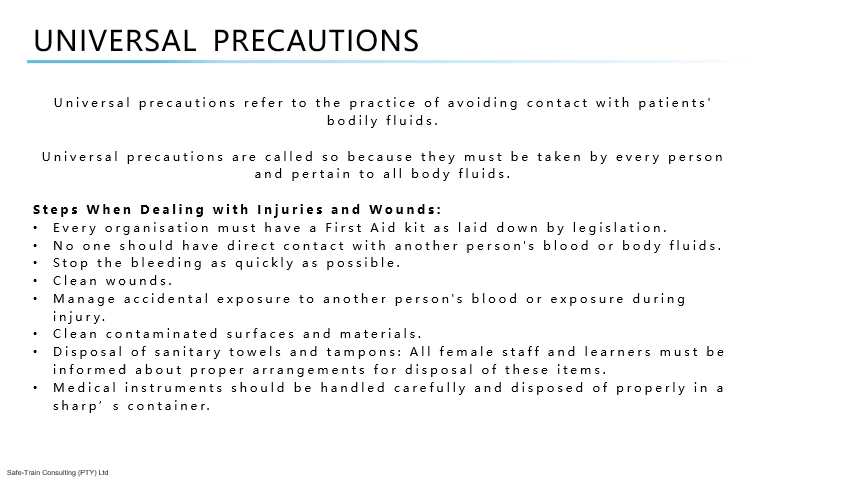 UNIVERSAL PRECAUTIONS
Universal precautions refer to the practice of avoiding contact with patients'
bodily fluids.
Universal precautions are called so because they must be taken by every person
and pertain to all body fluids.
Steps When Dealing with Injuries and Wounds:
• Every organisation must have a First Aid kit as laid down by legislation.
• No one should have direct contact with another person's blood or body fluids.
• Stop the bleeding as quickly as possible.
• Clean wounds.
• Manage accidental exposure to another person's blood or exposure during
injury.
• Clean contaminated surfaces and materials.
• Disposal of sanitary towels and tampons: All female staff and learners must be
informed about proper arrangements for disposal of these items.
• Medical instruments should be handled carefully and disposed of properly in a
sharp’ s container.
Safe-Train Consulting (PTY) Ltd